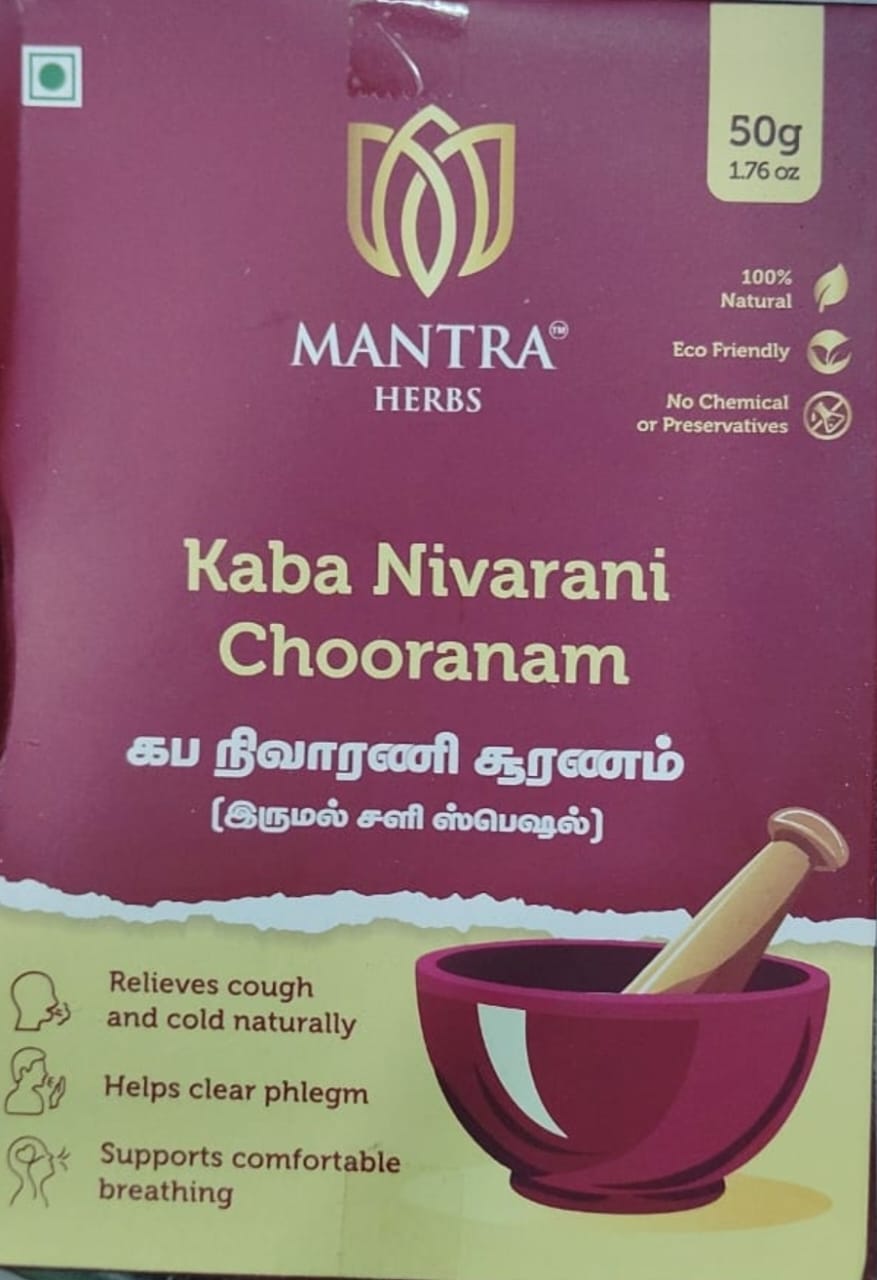 50g
1.76 oz
MANTRA™
HERBS
100%
Natural
Eco Friendly
No Chemical
or Preservatives
Kaba Nivarani
Chooranam
கப நிவாரணி சூரணம்
(இருமல் சளி ஸ்பெஷல்)
Relieves cough
and cold naturally
Helps clear phlegm
Supports comfortable
breathing